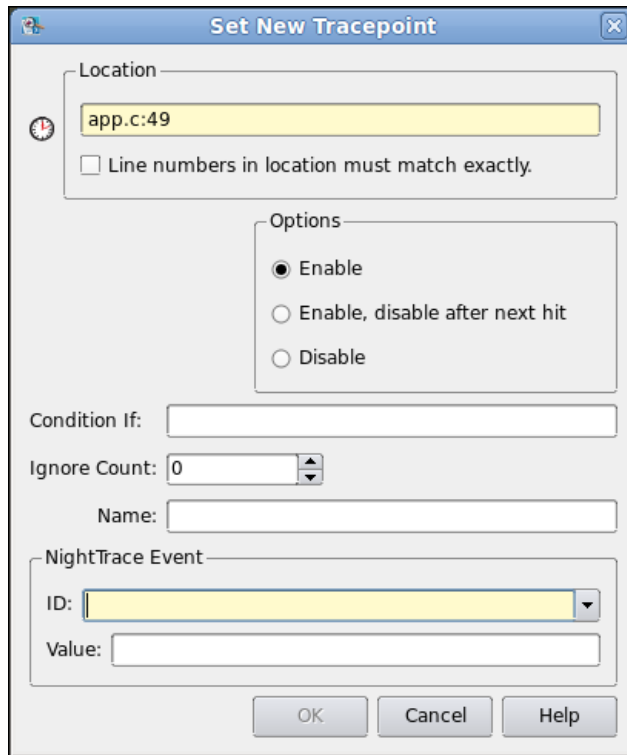 Set New Tracepoint
Location
app.c:49
Line numbers in location must match exactly.
Options
Enable
Enable, disable after next hit
Disable
Condition If:
Ignore Count: 0
Name:
NightTrace Event
ID:
Value:
OK Cancel Help